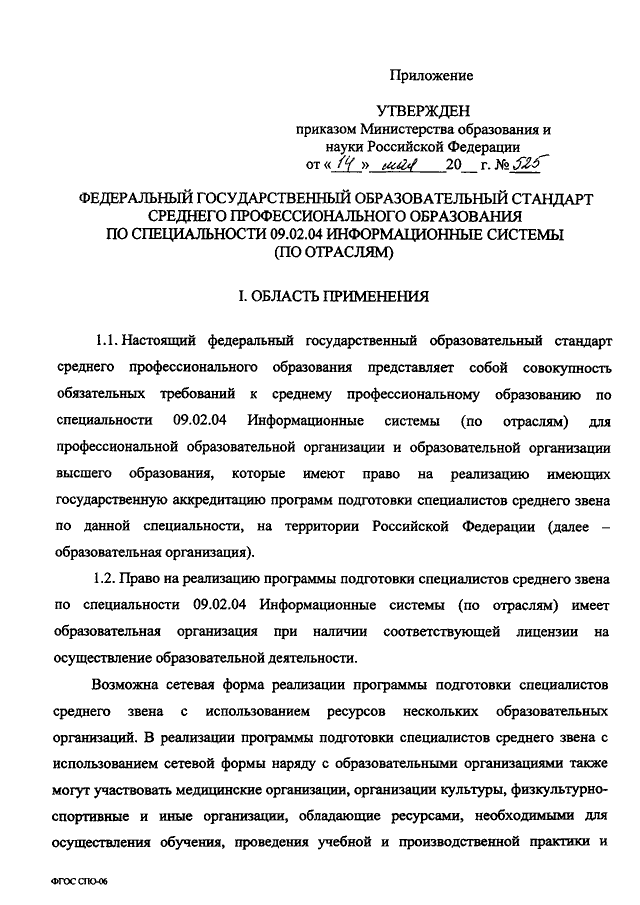 Приложение
УТВЕРЖДЕН
приказом Министерства образования и
науки Российской Федерации
от «14» мая 20__ г. № 525
ФЕДЕРАЛЬНЫЙ ГОСУДАРСТВЕННЫЙ ОБРАЗОВАТЕЛЬНЫЙ СТАНДАРТ
СРЕДНЕГО ПРОФЕССИОНАЛЬНОГО ОБРАЗОВАНИЯ
ПО СПЕЦИАЛЬНОСТИ 09.02.04 ИНФОРМАЦИОННЫЕ СИСТЕМЫ
(ПО ОТРАСЛЯМ)
I. ОБЛАСТЬ ПРИМЕНЕНИЯ
1.1. Настоящий федеральный государственный образовательный стандарт
среднего профессионального образования представляет собой совокупность
обязательных требований к среднему профессиональному образованию по
специальности 09.02.04 Информационные системы (по отраслям) для
профессиональной образовательной организации и образовательной организации
высшего образования, которые имеют право на реализацию имеющих
государственную аккредитацию программ подготовки специалистов среднего звена
по данной специальности, на территории Российской Федерации (далее –
образовательная организация).
1.2. Право на реализацию программы подготовки специалистов среднего звена
по специальности 09.02.04 Информационные системы (по отраслям) имеет
образовательная организация при наличии соответствующей лицензии на
осуществление образовательной деятельности.
Возможна сетевая форма реализации программы подготовки специалистов
среднего звена с использованием ресурсов нескольких образовательных
организаций. В реализации программы подготовки специалистов среднего звена с
использованием сетевой формы наряду с образовательными организациями также
могут участвовать медицинские организации, организации культуры, физкультурно-
спортивные и иные организации, обладающие ресурсами, необходимыми для
осуществления обучения, проведения учебной и производственной практики и
ФГОС СПО-06